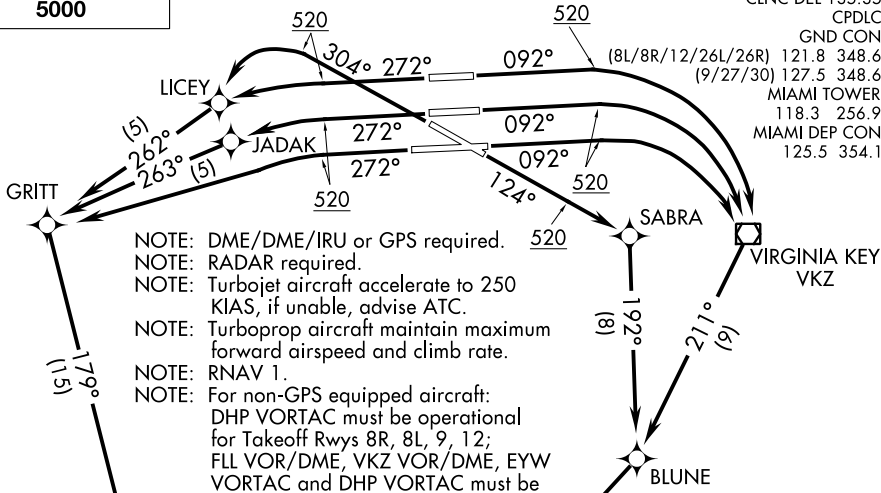 5000
CLNC DEL 135.35
CPDLC
GND CON
(8L/8R/12/26L/26R) 121.8 348.6
(9/27/30) 127.5 348.6
MIAMI TOWER
118.3 256.9
MIAMI DEP CON
125.5 354.1
520
520
304°
272°
092°
LICEY
(5)
262°
JADAK
272°
092°
263°
(5)
272°
092°
520
520
124°
520
GRITT
SABRA
VIRGINIA KEY
VKZ
NOTE: DME/DME/IRU or GPS required.
NOTE: RADAR required.
NOTE: Turbojet aircraft accelerate to 250
KIAS, if unable, advise ATC.
NOTE: Turboprop aircraft maintain maximum
forward airspeed and climb rate.
NOTE: RNAV 1.
NOTE: For non-GPS equipped aircraft:
DHP VORTAC must be operational
for Takeoff Rwys 8R, 8L, 9, 12;
FLL VOR/DME, VKZ VOR/DME, EYW
VORTAC and DHP VORTAC must be
179°
(15)
192°
(8)
211°
(9)
BLUNE